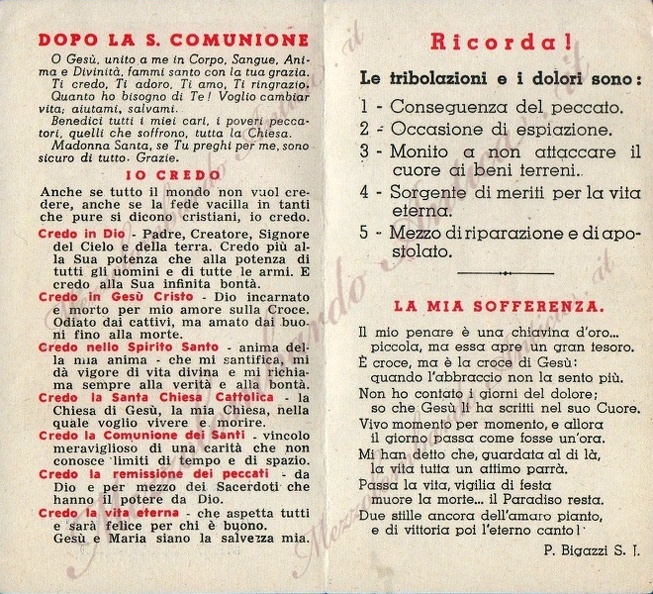 DOPO LA S. COMUNIONE
O Gesù, unito a me in Corpo, Sangue, Ani-
ma e Divinità, fammi santo con la tua grazia.
Ti credo, Ti adoro, Ti amo, Ti ringrazio.
Quanto ho bisogno di Te! Voglio cambiar
vita; aiutami, salvami.
Benedici tutti i miei cari, i poveri pecca-
tori, quelli che soffrono, tutta la Chiesa.
Madonna Santa, se Tu preghi per me, sono
sicuro di tutto. Grazie.
IO CREDO
Anche se tutto il mondo non vuol cre-
dere, anche se la fede vacilla in tanti
che pure si dicono cristiani, io credo.
Credo in Dio - Padre, Creatore, Signore
del Cielo e della terra. Credo più al-
la Sua potenza che alla potenza di
tutti gli uomini e di tutte le armi. E
credo alla Sua infinita bontà.
Credo in Gesù Cristo - Dio incarnato
e morto per mio amore sulla Croce.
Odiato dai cattivi, ma amato dai buo-
ni fino alla morte.
Credo nello Spirito Santo - anima del-
la mia anima - che mi santifica, mi
dà vigore di vita divina e mi richia-
ma sempre alla verità e alla bontà.
Credo la Santa Chiesa Cattolica - la
Chiesa di Gesù, la mia Chiesa, nella
quale voglio vivere e morire.
Credo la Comunione dei Santi - vincolo
meraviglioso di una carità che non
conosce limiti di tempo e di spazio.
Credo la remissione dei peccati - da
Dio e per mezzo dei Sacerdoti che
hanno il potere da Dio.
Credo la vita eterna - che aspetta tutti
e sarà felice per chi è buono.
Gesù e Maria siano la salvezza mia.
Ricorda!
Le tribolazioni e i dolori sono:
1 - Conseguenza del peccato.
2 - Occasione di espiazione.
3 - Monito a non attaccare il
cuore ai beni terreni.
4 - Sorgente di meriti per la vita
eterna.
5 - Mezzo di riparazione e di apo-
stolato.
LA MIA SOFFERENZA.
Il mio penare è una chiavina d'oro...
piccola, ma essa apre un gran tesoro.
È croce, ma è la croce di Gesù:
quando l'abbraccio non la sento più.
Non ho contato i giorni del dolore;
so che Gesù li ha scritti nel suo Cuore.
Vivo momento per momento, e allora
il giorno passa come fosse un'ora.
Mi han detto che, guardata al di là,
la vita tutta un attimo parrà.
Passa la vita, vigilia di festa
muore la morte... il Paradiso resta.
Due stille ancora dell'amaro pianto,
e di vittoria poi l'eterno canto!
P. Bigazzi S. J.